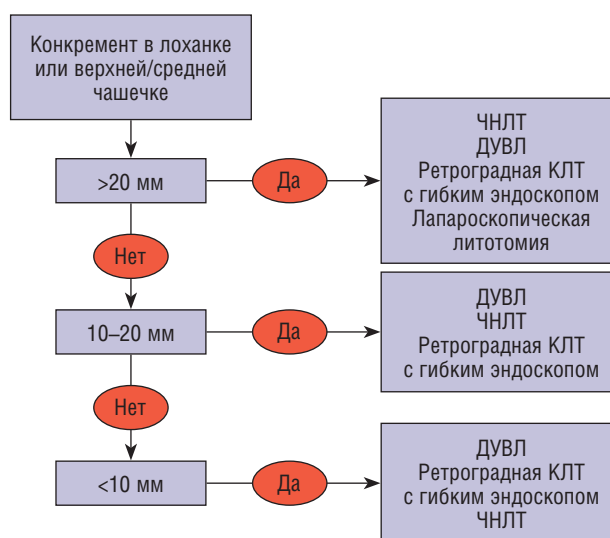 Конкремент в лоханке
или верхней/средней
чашечке
>20 мм
Да
ЧНЛТ
ДУВЛ
Ретроградная КЛТ
с гибким эндоскопом
Лапароскопическая
литотомия
Нет
10–20 мм
Да
ДУВЛ
ЧНЛТ
Ретроградная КЛТ
с гибким эндоскопом
Нет
<10 мм
Да
ДУВЛ
Ретроградная КЛТ
с гибким эндоскопом
ЧНЛТ